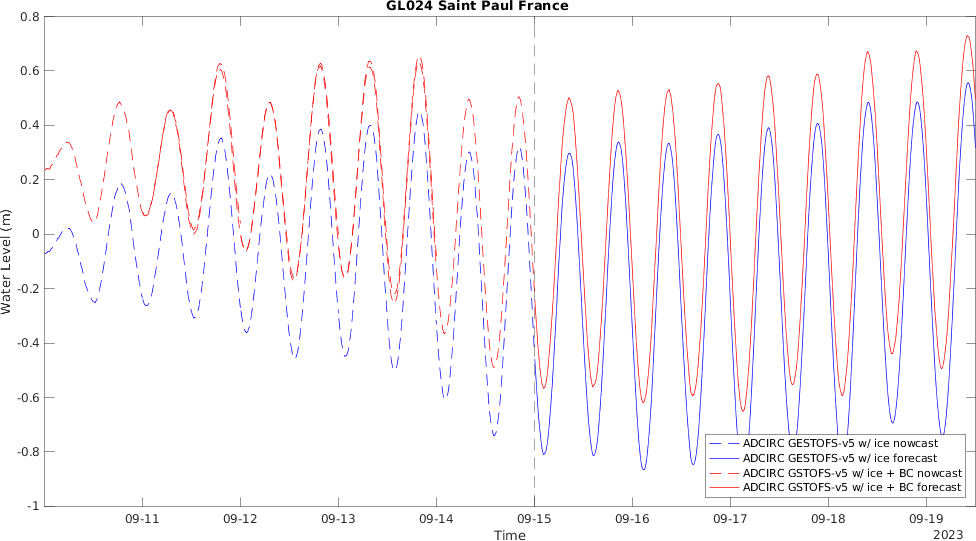 GL024 Saint Paul France
0.8
0.6
0.4
0.2
0
-0.2
-0.4
-0.6
-0.8
-1
Water Level (m)
09-11 09-12 09-13 09-14 09-15 09-16 09-17 09-18 09-19
Time
2023
ADCIRC GESTOFS-v5 w/ ice nowcast
ADCIRC GESTOFS-v5 w/ ice forecast
ADCIRC GSTOFS-v5 w/ ice + BC nowcast
ADCIRC GSTOFS-v5 w/ ice + BC forecast